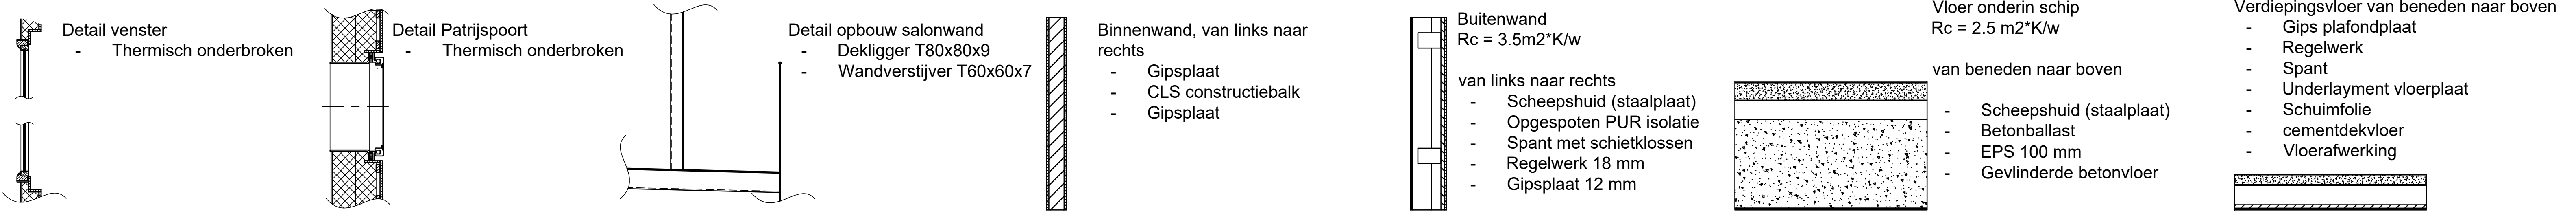 Detail venster
- Thermisch onderbroken
Detail Patrijspoort
- Thermisch onderbroken
Detail opbouw salonwand
- Dekligger T80x80x9
- Wandverstijver T60x60x7
Binnenwand, van links naar
rechts
- Gipsplaat
- CLS constructiebalk
- Gipsplaat
Buitenwand
Rc = 3.5m2*K/w
van links naar rechts
- Scheepshuid (staalplaat)
- Opgespoten PUR isolatie
- Spant met schietklossen
- Regelwerk 18 mm
- Gipsplaat 12 mm
Vloer onderin schip
Rc = 2.5 m2*K/w
van beneden naar boven
- Scheepshuid (staalplaat)
- Betonballast
- EPS 100 mm
- Gevlinderde betonvloer
Verdiepingsvloer van beneden naar boven
- Gips plafondplaat
- Regelwerk
- Spant
- Underlayment vloerplaat
- Schuimfolie
- cementdekvloer
- Vloerafwerking